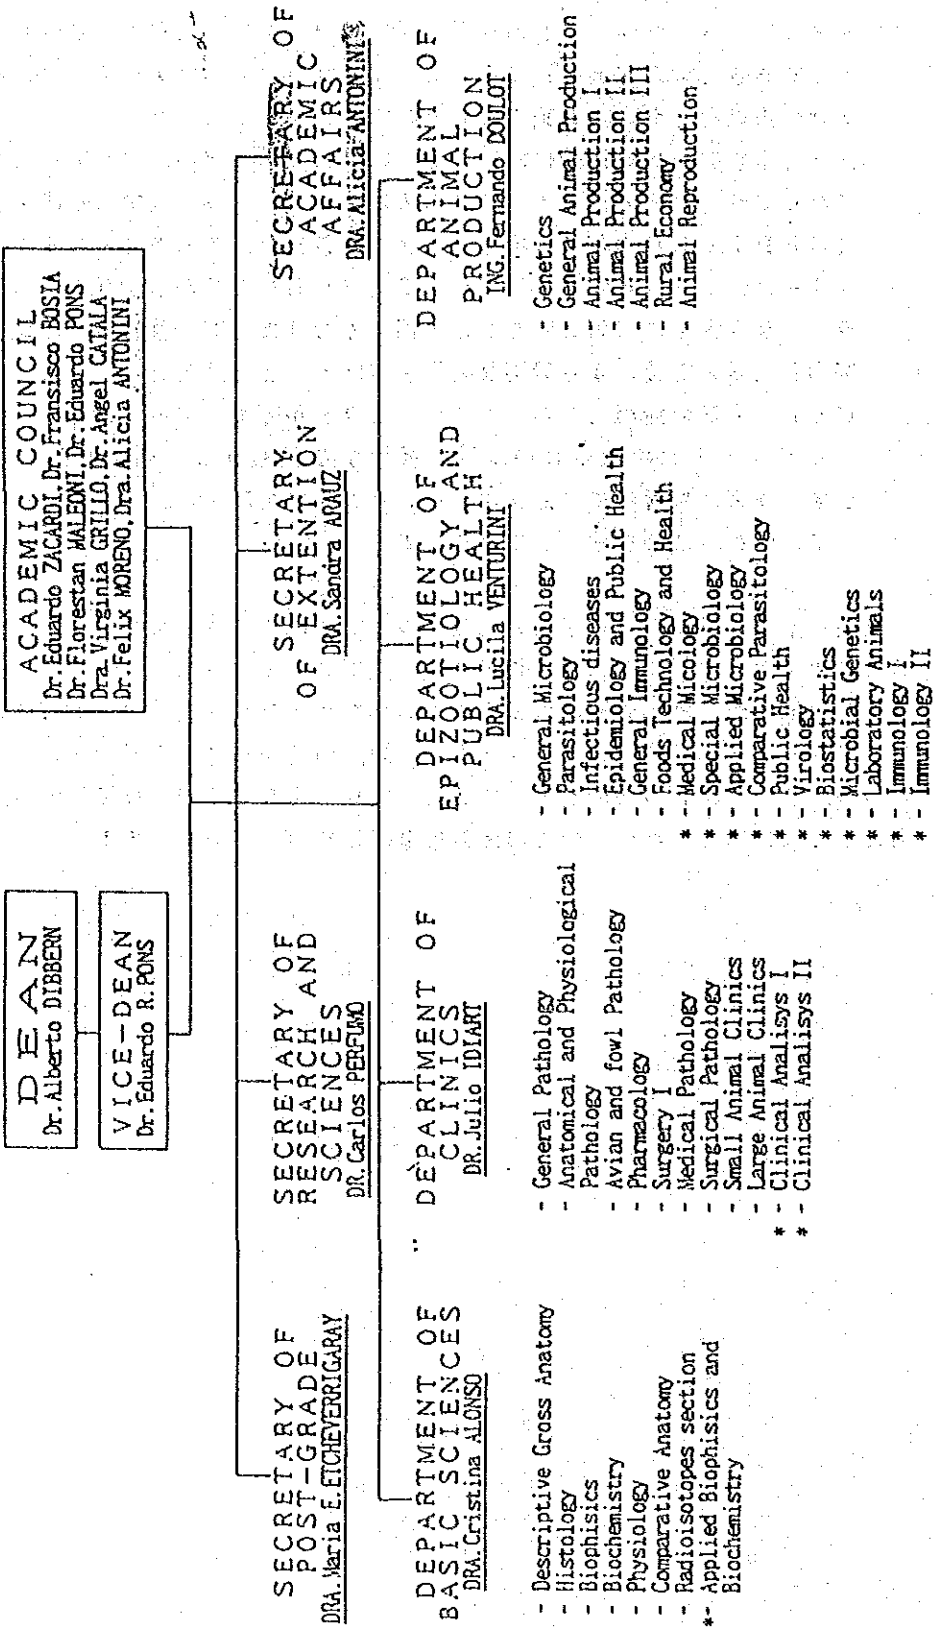 DEAN
Dr. Alberto DIBBERN
VICE-DEAN
Dr. Eduardo R. PONS
ACADEMIC COUNCIL
Dr. Eduardo ZACARDI, Dr. Fransisco BOSIA
Dr. Florestan MALEONI, Dr. Eduardo PONS
Dra. Virginia GRILLO, Dr. Angel CATALA
Dr. Felix MORENO, Dra. Alicia ANTONINI
SECRETARY OF
POST-GRADE
DRA. Maria E. ETCHEVERRIGARAY
SECRETARY OF
RESEARCH AND
SCIENCES
DR. Carlos PERFUMO
SECRETARY
OF EXTENTION
DRA. Sandra ARAUZ
SECRETARY OF
ACADEMIC
AFFAIRS
DRA. Alicia ANTONINI
DEPARTMENT OF
BASIC SCIENCES
DRA. Cristina ALONSO
- Descriptive Gross Anatomy
- Histology
- Biophisics
- Biochemistry
- Physiology
- Comparative Anatomy
- Radioisotopes section
*- Applied Biophisics and
Biochemistry
DEPARTMENT OF
CLINICS
DR. Julio IDIART
- General Pathology
- Anatomical and Physiological
Pathology
- Avian and fowl Pathology
- Pharmacology
- Surgery I
- Medical Pathology
- Surgical Pathology
- Small Animal Clinics
- Large Animal Clinics
* - Clinical Analisys I
* - Clinical Analisys II
DEPARTMENT OF
EPIZOOTIOLOGY AND
PUBLIC HEALTH
DRA. Lucila VENTURINI
- General Microbiology
- Parasitology
- Infectious diseases
- Epidemiology and Public Health
- General Immunology
- Foods Technology and Health
* - Medical Micology
* - Special Microbiology
* - Applied Microbiology
* - Comparative Parasitology
* - Public Health
* - Virology
* - Biostatistics
* - Microbial Genetics
* - Laboratory Animals
* - Immunology I
* - Immunology II
DEPARTMENT OF
ANIMAL
PRODUCTION
ING. Fernando DOULOT
- Genetics
- General Animal Production
- Animal Production I
- Animal Production II
- Animal Production III
- Rural Economy
- Animal Reproduction